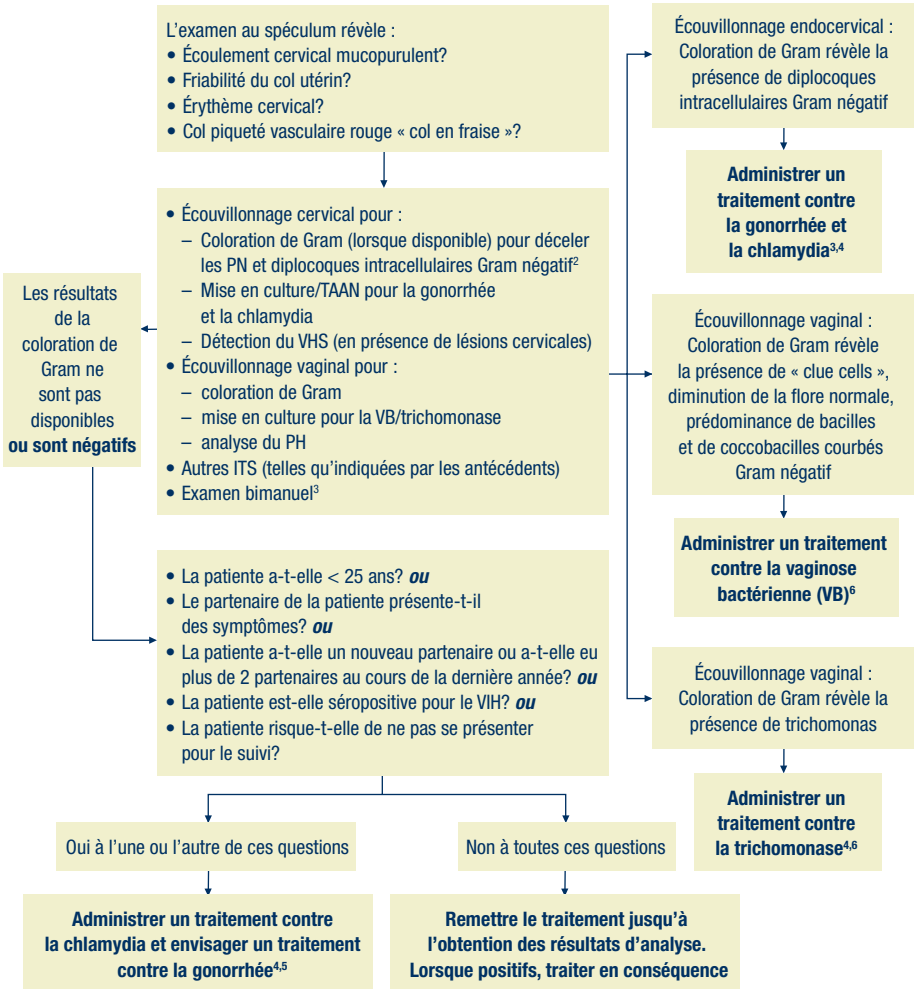 L'examen au spéculum révèle :
• Écoulement cervical mucopurulent?
• Friabilité du col utérin?
• Érythème cervical?
• Col piqueté vasculaire rouge « col en fraise »?
• Écouvillonnage cervical pour :
– Coloration de Gram (lorsque disponible) pour déceler
les PN et diplocoques intracellulaires Gram négatif2
– Mise en culture/TAAN pour la gonorrhée
et la chlamydia
– Détection du VHS (en présence de lésions cervicales)
• Écouvillonnage vaginal pour :
– coloration de Gram
– mise en culture pour la VB/trichomonase
– analyse du PH
• Autres ITS (telles qu'indiquées par les antécédents)
• Examen bimanuel3
Les résultats
de la
coloration de
Gram ne
sont pas
disponibles
ou sont négatifs
• La patiente a-t-elle < 25 ans? ou
• Le partenaire de la patiente présente-t-il
des symptômes? ou
• La patiente a-t-elle un nouveau partenaire ou a-t-elle eu
plus de 2 partenaires au cours de la dernière année? ou
• La patiente est-elle séropositive pour le VIH? ou
• La patiente risque-t-elle de ne pas se présenter
pour le suivi?
Oui à l'une ou l'autre de ces questions
Administrer un traitement contre
la chlamydia et envisager un traitement
contre la gonorrhée4,5
Non à toutes ces questions
Remettre le traitement jusqu'à
l'obtention des résultats d'analyse.
Lorsque positifs, traiter en conséquence
Écouvillonnage endocervical :
Coloration de Gram révèle la
présence de diplocoques
intracellulaires Gram négatif
Administrer un
traitement contre
la gonorrhée et
la chlamydia3,4
Écouvillonnage vaginal :
Coloration de Gram révèle
la présence de « clue cells »,
diminution de la flore normale,
prédominance de bacilles
et de coccobacilles courbés
Gram négatif
Administrer un traitement
contre la vaginose
bactérienne (VB)6
Écouvillonnage vaginal :
Coloration de Gram révèle la
présence de trichomonas
Administrer un
traitement contre
la trichomonase4,6